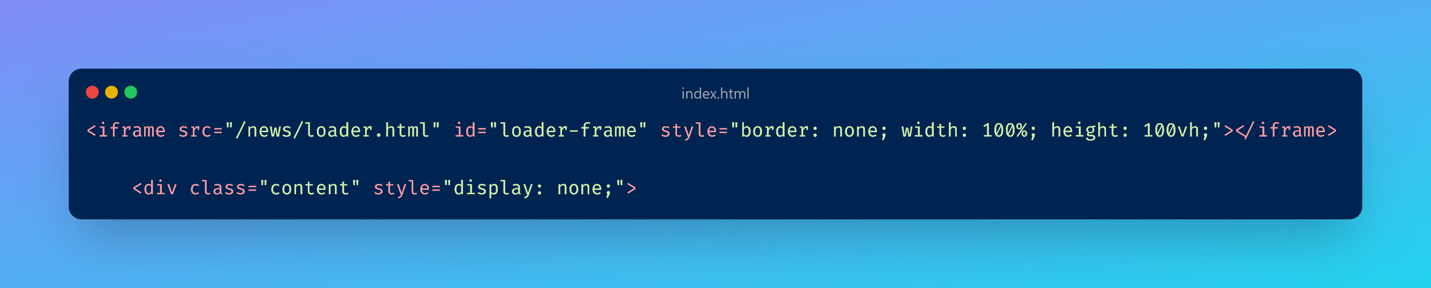 index.html
<iframe src="/news/loader.html" id="loader-frame" style="border: none; width: 100%; height: 100vh;"></iframe>
<div class="content" style="display: none;">